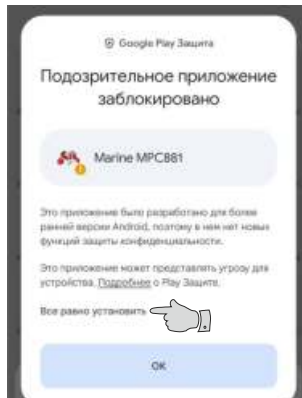 Google Play Защита
Подозрительное приложение
заблокировано
Marine MPC881
Это приложение было разработано для более
ранней версии Android, поэтому в нем нет новых
функций защиты конфиденциальности.
Это приложение может представлять угрозу для
устройства. Подробнее о Play Защите.
Все равно установить
ОК